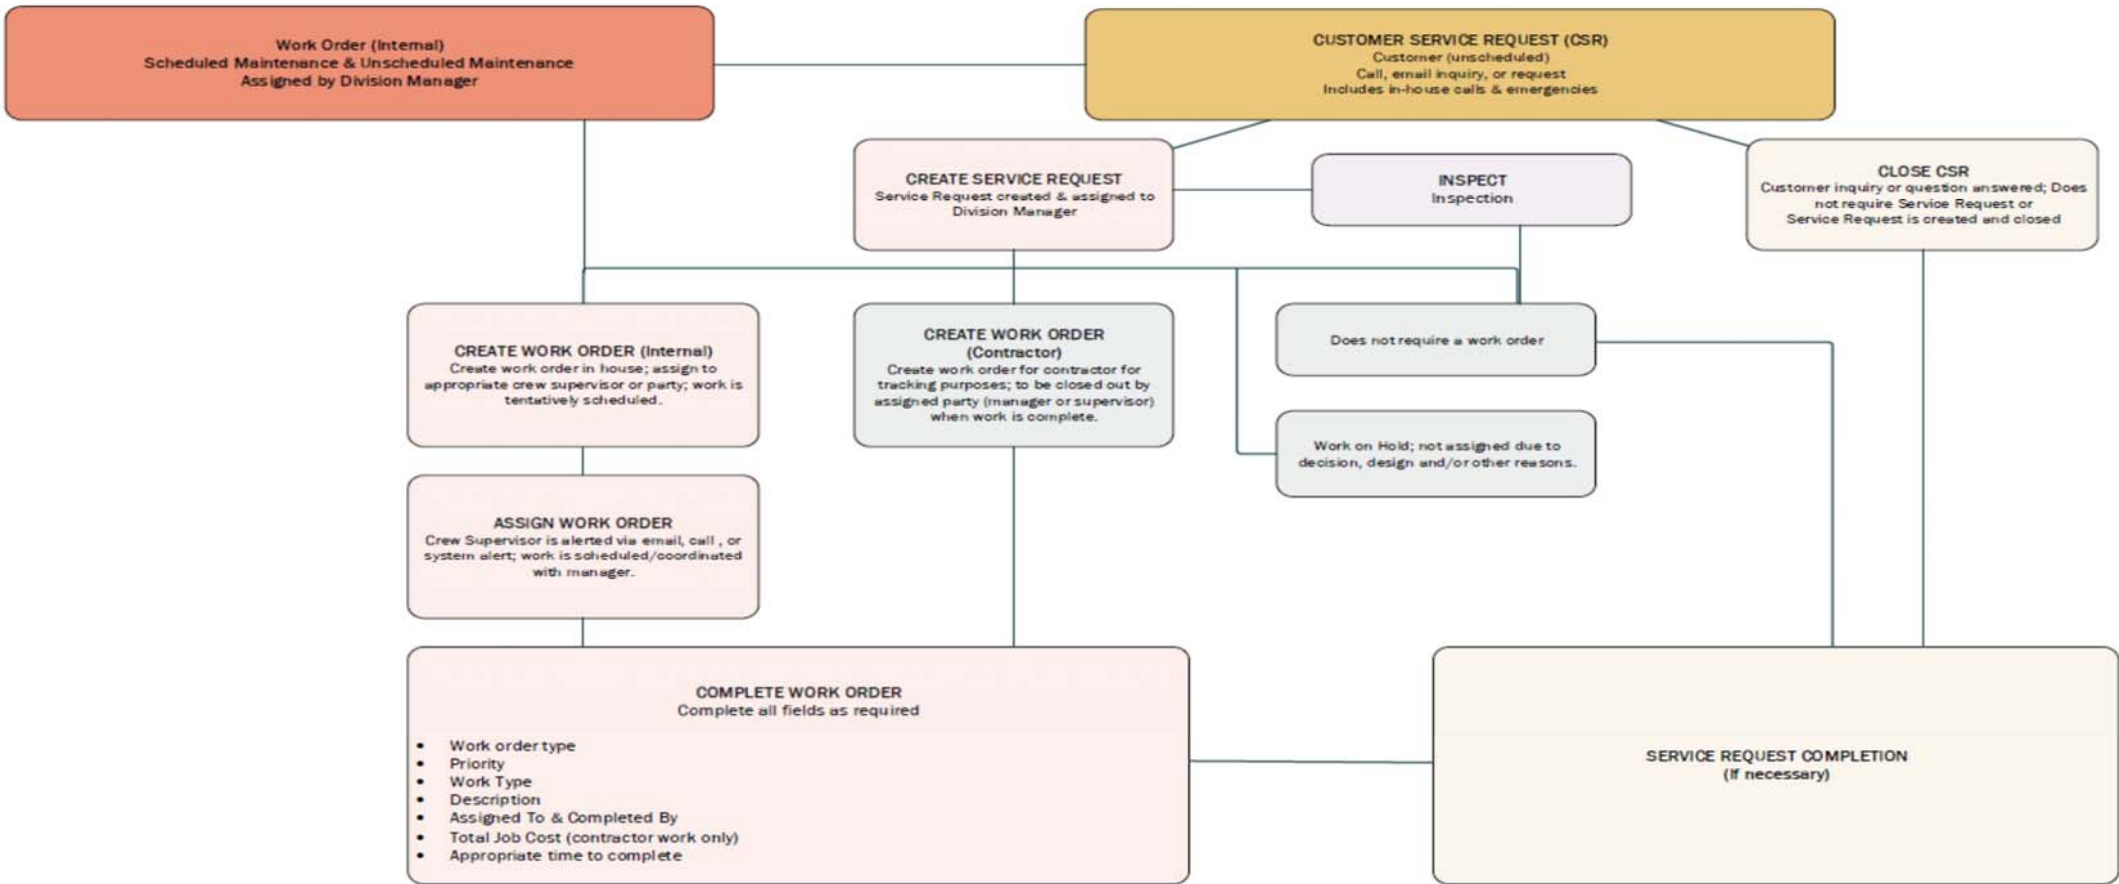 Work Order (Internal)
Scheduled Maintenance & Unscheduled Maintenance
Assigned by Division Manager
CUSTOMER SERVICE REQUEST (CSR)
Customer (unscheduled)
Call, email inquiry, or request
Includes in-house calls & emergencies
CREATE SERVICE REQUEST
Service Request created & assigned to
Division Manager
INSPECT
Inspection
CLOSE CSR
Customer inquiry or question answered; Does
not require Service Request or
Service Request is created and closed
CREATE WORK ORDER (Internal)
Create work order in house; assign to
appropriate crew supervisor or party; work is
tentatively scheduled.
CREATE WORK ORDER
(Contractor)
Create work order for contractor for
tracking purposes; to be closed out by
assigned party (manager or supervisor)
when work is complete.
Does not require a work order
Work on Hold; not assigned due to
decision, design and/or other reasons.
ASSIGN WORK ORDER
Crew Supervisor is alerted via email, call , or
system alert; work is scheduled/coordinated
with manager.
COMPLETE WORK ORDER
Complete all fields as required
• Work order type
• Priority
• Work Type
• Description
• Assigned To & Completed By
• Total Job Cost (contractor work only)
• Appropriate time to complete
SERVICE REQUEST COMPLETION
(If necessary)